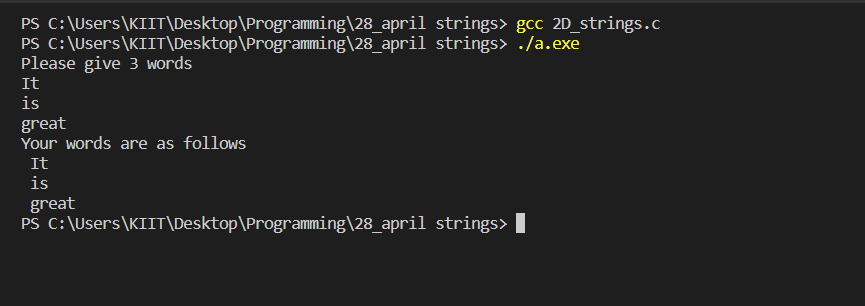 PS C:\Users\KIIT\Desktop\Programming\28_april strings> gcc 2D_strings.c
PS C:\Users\KIIT\Desktop\Programming\28_april strings> ./a.exe
Please give 3 words
It
is
great
Your words are as follows
 It
 is
 great
PS C:\Users\KIIT\Desktop\Programming\28_april strings>